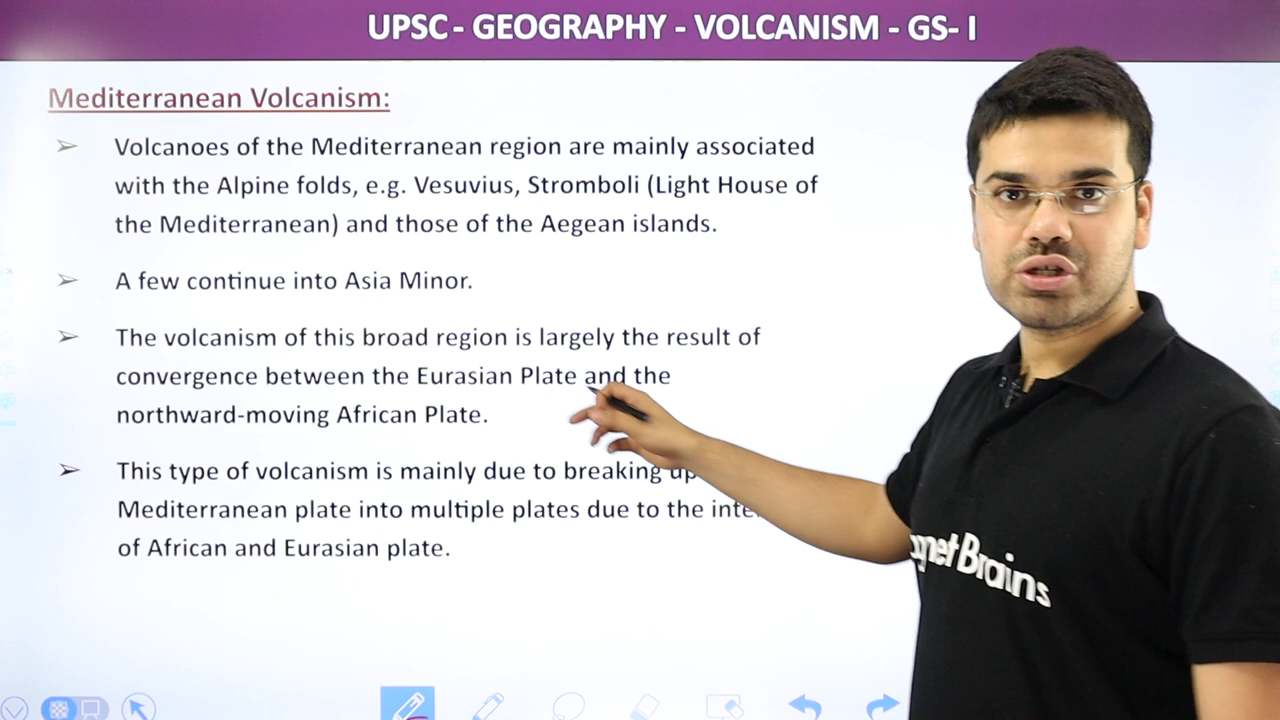 UPSC - GEOGRAPHY - VOLCANISM - GS- I
Mediterranean Volcanism:
➢ Volcanoes of the Mediterranean region are mainly associated
with the Alpine folds, e.g. Vesuvius, Stromboli (Light House of
the Mediterranean) and those of the Aegean islands.
➢ A few continue into Asia Minor.
➢ The volcanism of this broad region is largely the result of
convergence between the Eurasian Plate and the
northward-moving African Plate.
➢ This type of volcanism is mainly due to breaking up
Mediterranean plate into multiple plates due to the
of African and Eurasian plate.
Brains